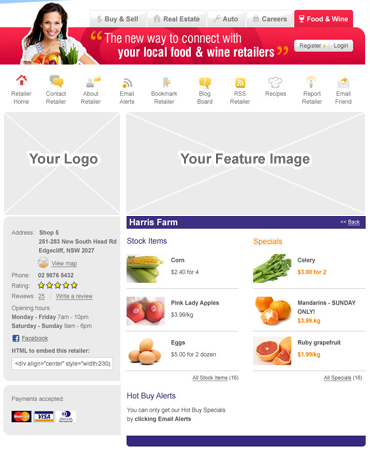 Buy & Sell
Real Estate
Auto
Careers
Food & Wine
“The new way to connect with
your local food & wine retailers”
Register
Login
Retailer Home
Contact Retailer
About Retailer
Email Alerts
Bookmark Retailer
Blog Board
RSS Retailer
Recipes
Report Retailer
Email Friend
Your Logo
Your Feature Image
Address: Shop 5
261-283 New South Head Rd
Edgecliff, NSW 2027
View map
Phone: 02 9876 5432
Rating:
Reviews: 25 | Write a review
Opening hours:
Monday - Friday 7am - 10pm
Saturday - Sunday 9am - 6pm
Facebook
HTML to embed this retailer:
<div align="center" style="width:230;
Payments accepted:
MasterCard
VISA
Harris Farm
<< Back
Stock Items
Corn
$2.40 for 4
Pink Lady Apples
$3.99/kg
Eggs
$5.00 for 2 dozen
All Stock Items (16)
Specials
Celery
$3.00 for 2
Mandarins - SUNDAY ONLY!
$3.99/kg
Ruby grapefruit
$1.99/kg
All Specials (16)
Hot Buy Alerts
You can only get our Hot Buy Specials
by clicking Email Alerts